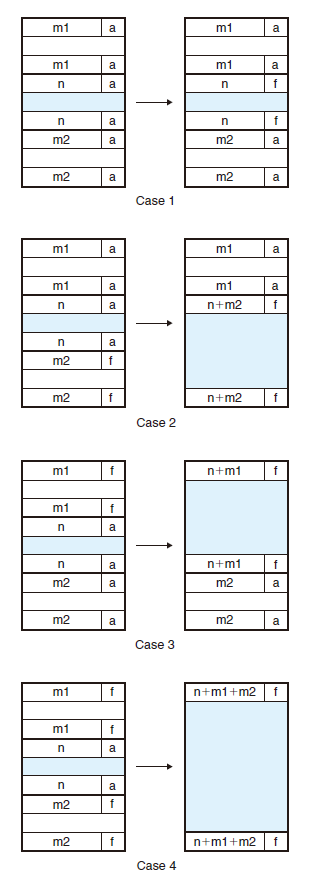 m1 a m1 a
m1 a m1 a
n a n f
n a n f
m2 a m2 a
m2 a m2 a
Case 1
m1 a m1 a
m1 a m1 a
n a n+m2 f
n a
m2 f
m2 f n+m2 f
Case 2
m1 f n+m1 f
m1 f
n a
n a n+m1 f
m2 a m2 a
m2 a m2 a
Case 3
m1 f n+m1+m2 f
m1 f
n a
n a
m2 f
m2 f n+m1+m2 f
Case 4